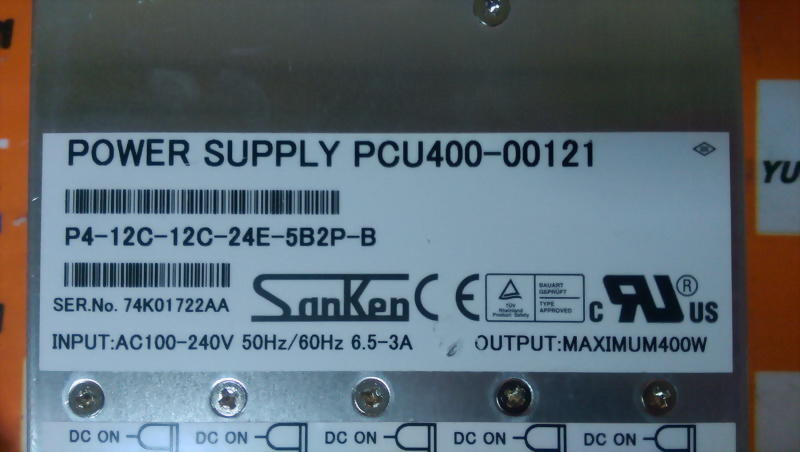 POWER SUPPLY PCU400-00121
P4-12C-12C-24E-5B2P-B
SER.No. 74K01722AA
SanKen CE
TÜV
Rheinland
Product Safety
BAUART
GEPRÜFT
TYPE
APPROVED
C RU ® US
INPUT:AC100-240V 50Hz/60Hz 6.5-3A
OUTPUT:MAXIMUM400W
DC ON DC ON DC ON DC ON DC ON
YU